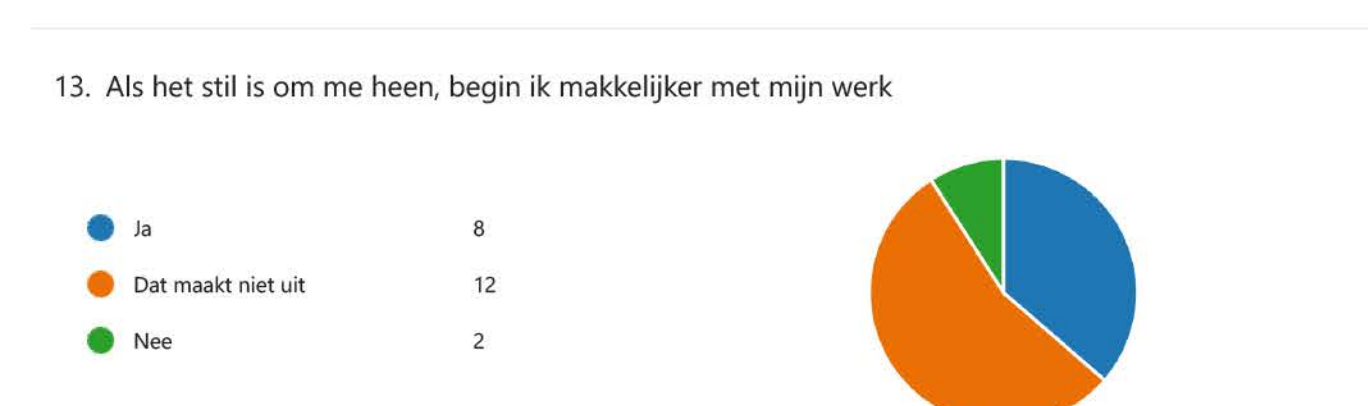 13. Als het stil is om me heen, begin ik makkelijker met mijn werk
Ja 8
Dat maakt niet uit 12
Nee 2